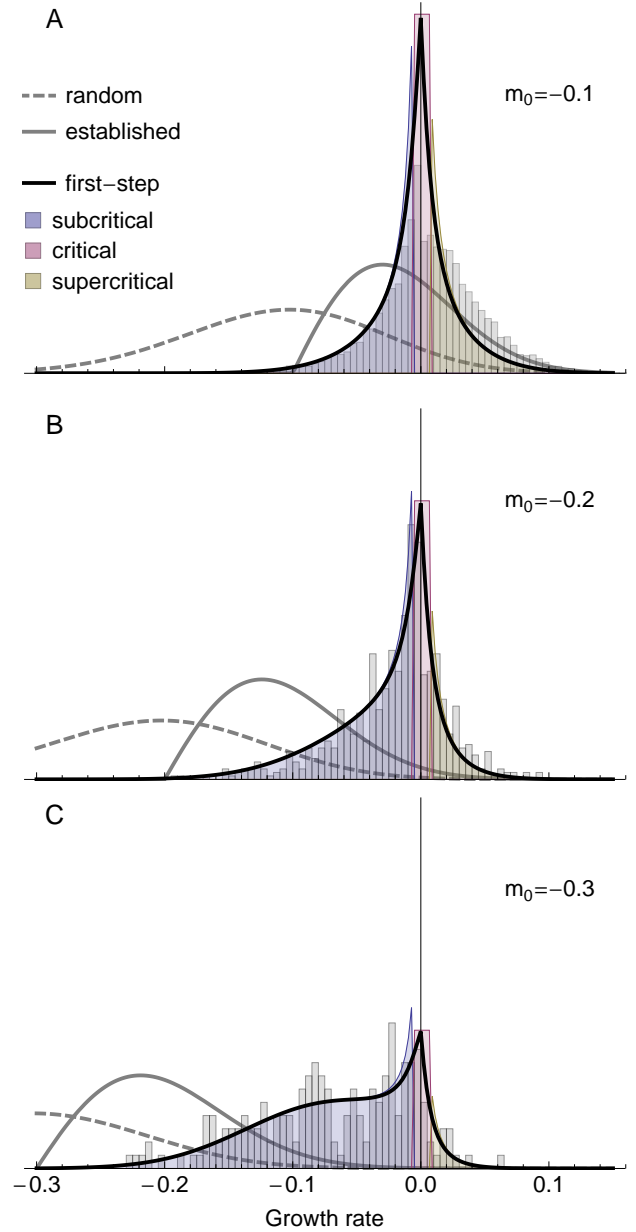 A
random
established
first−step
subcritical
critical
supercritical
m0=−0.1
B
m0=−0.2
C
m0=−0.3
−0.3 −0.2 −0.1 0.0 0.1
Growth rate